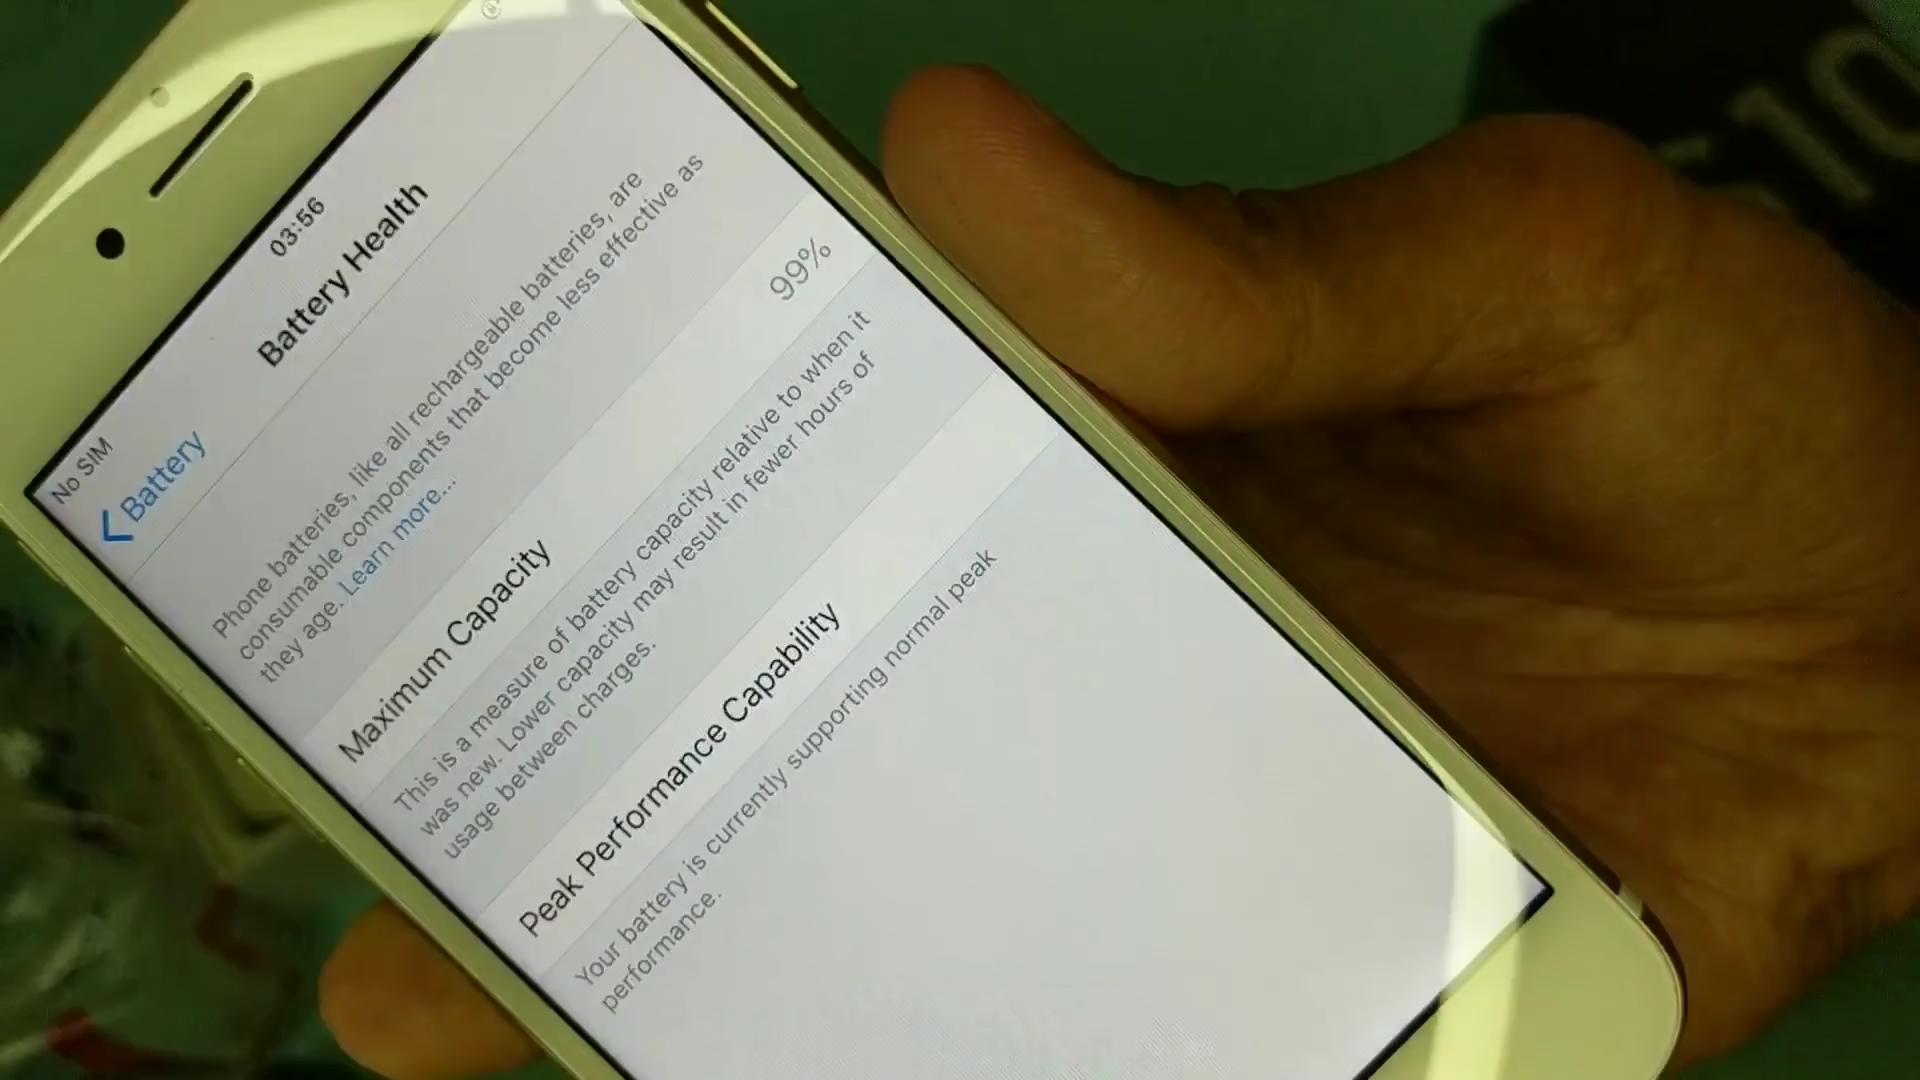 No SIM 03:56
Battery Battery Health
Phone batteries, like all rechargeable batteries, are
consumable components that become less effective as
they age. Learn more...
Maximum Capacity 99%
This is a measure of battery capacity relative to when it
was new. Lower capacity may result in fewer hours of
usage between charges.
Peak Performance Capability
Your battery is currently supporting normal peak
performance.
-10